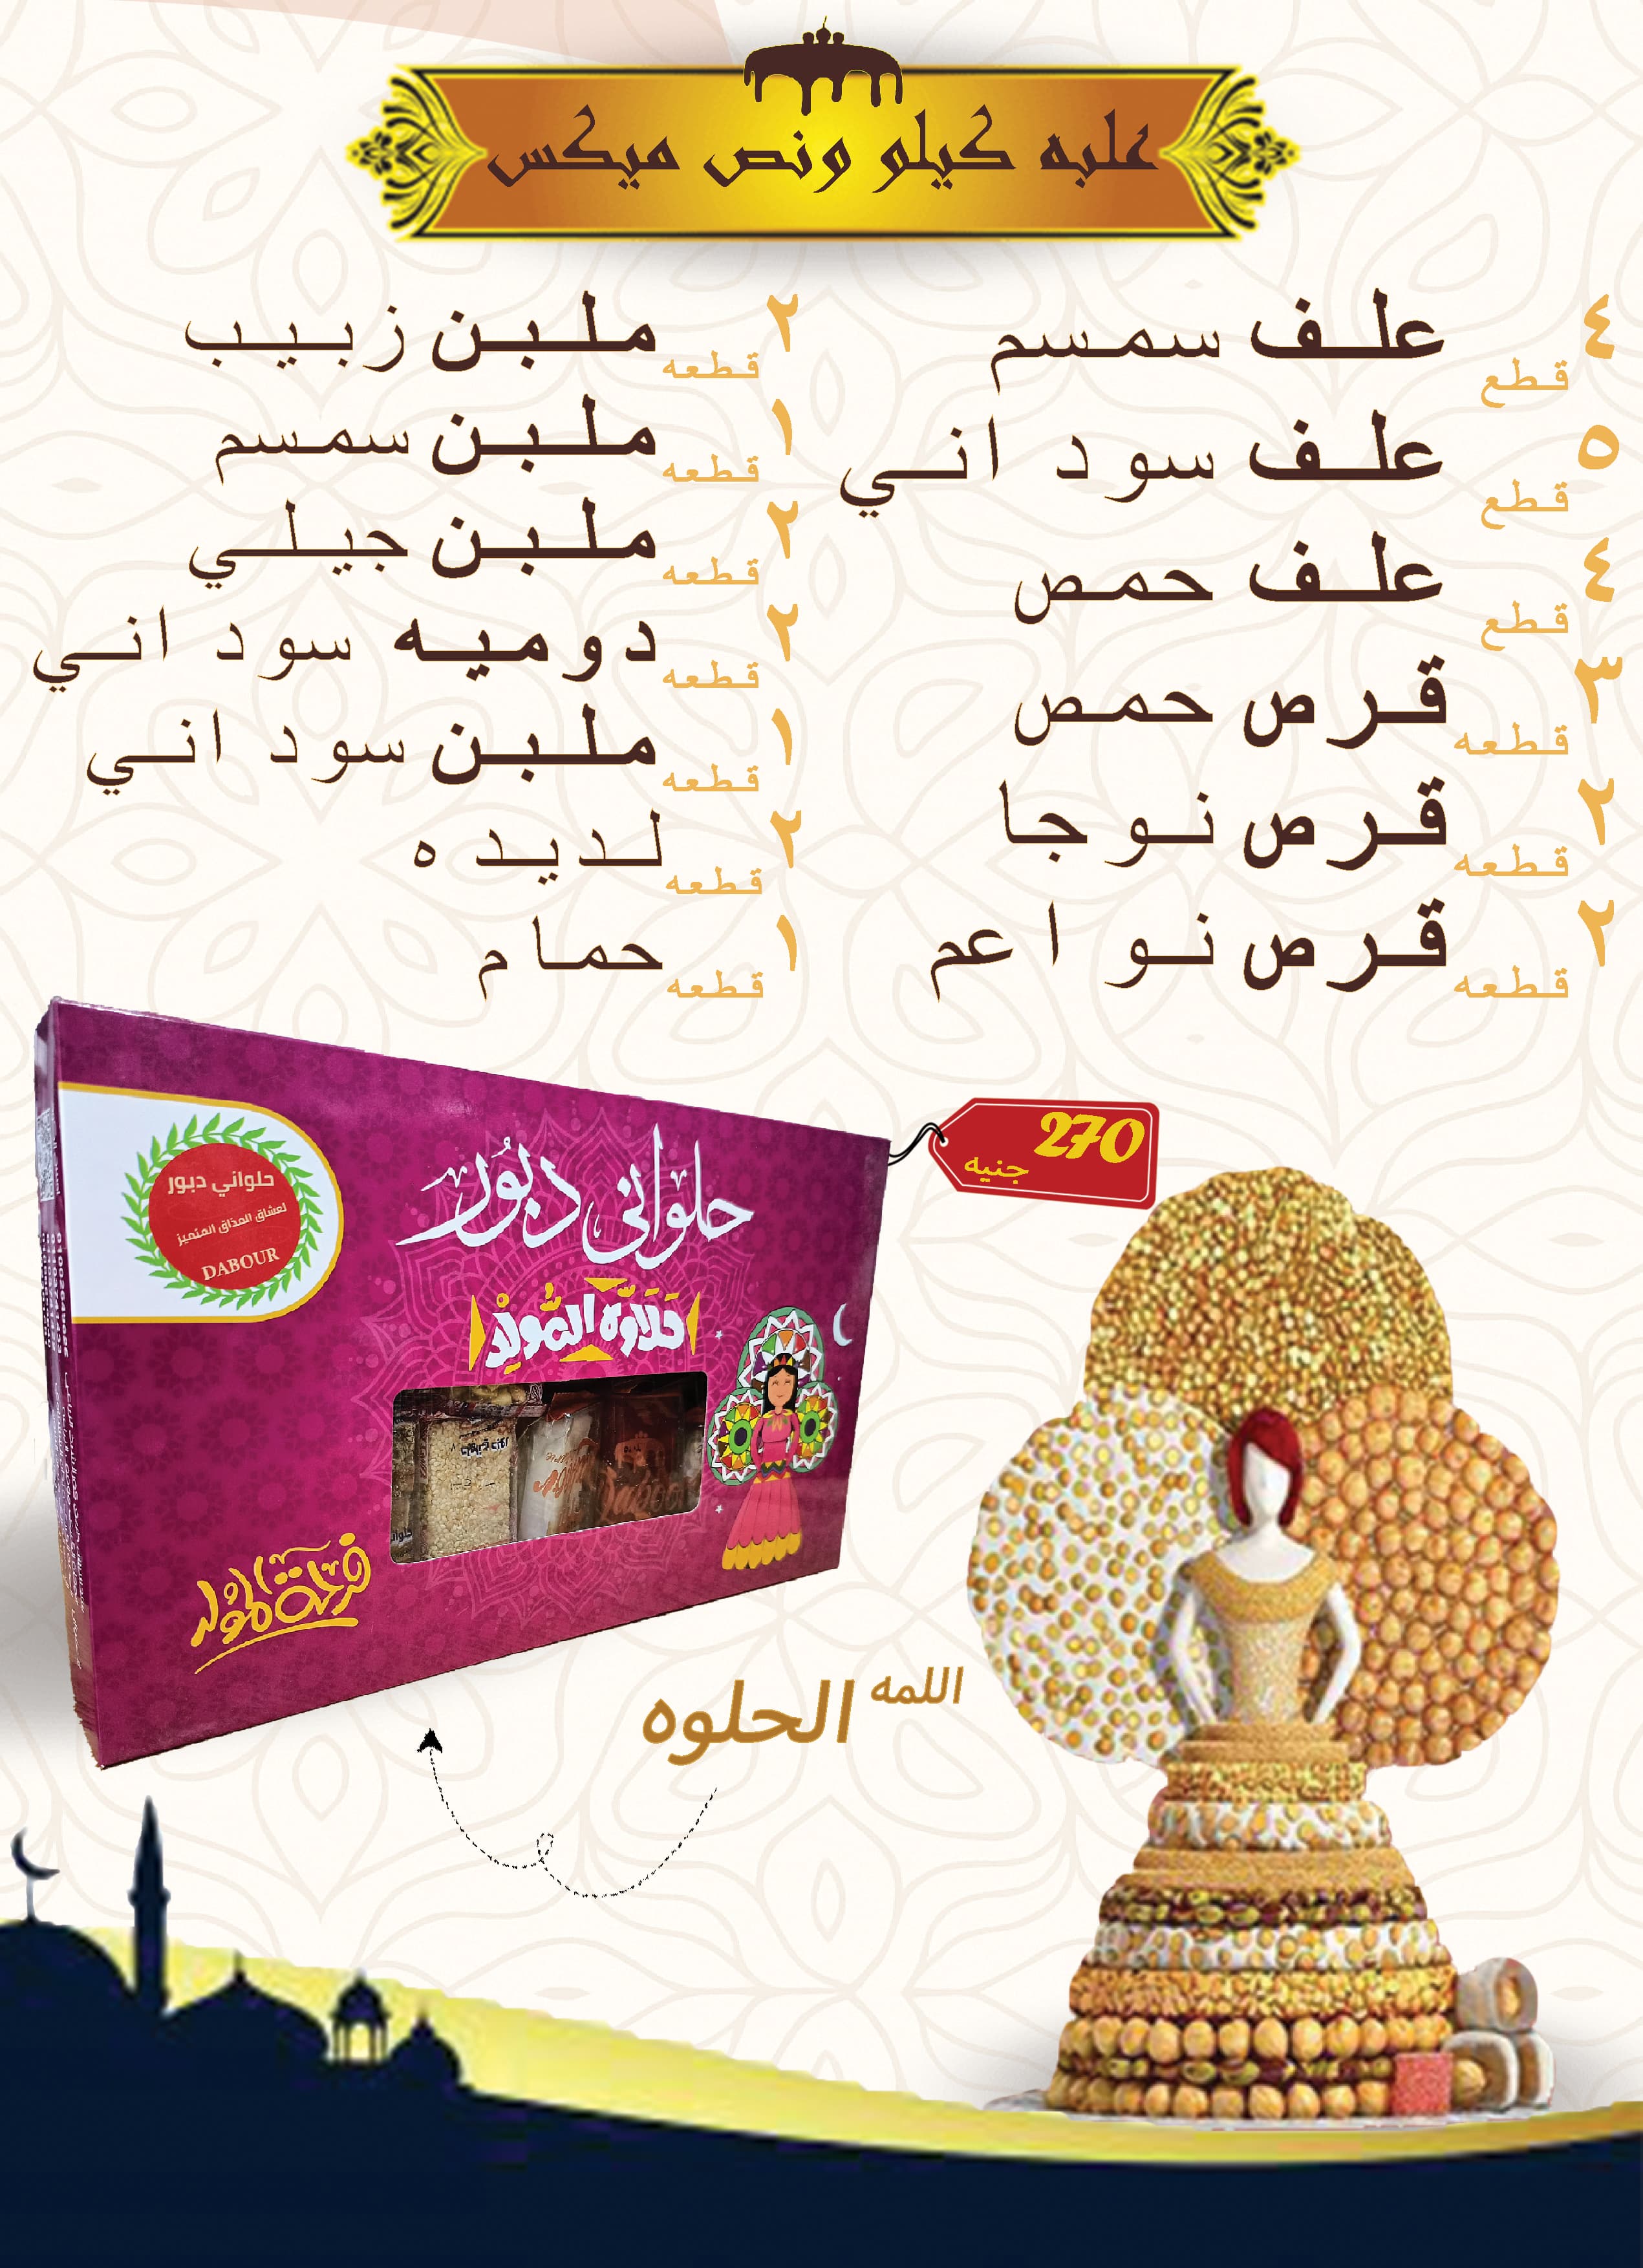 علبه كيلو ونص ميكس
٤ قطع علف سمسم
٥ قطع علف سوداني
٤ قطع علف حمص
٣ قطعه قرص حمص
٢ قطعه قرص نوجا
٢ قطعه قرص نواعم
٢ قطعه ملبن زبيب
١ قطعه ملبن سمسم
٢ قطعه ملبن جيلي
٢ قطعه دوميه سوداني
١ قطعه ملبن سوداني
٢ قطعه لديده
١ قطعه حمام
270
جنيه
حلواني دبور
لعشاق المذاق المتميز
DABOUR
حلواني دبور
حلاوة المولد
فرحة المولد
اللمه الحلوه